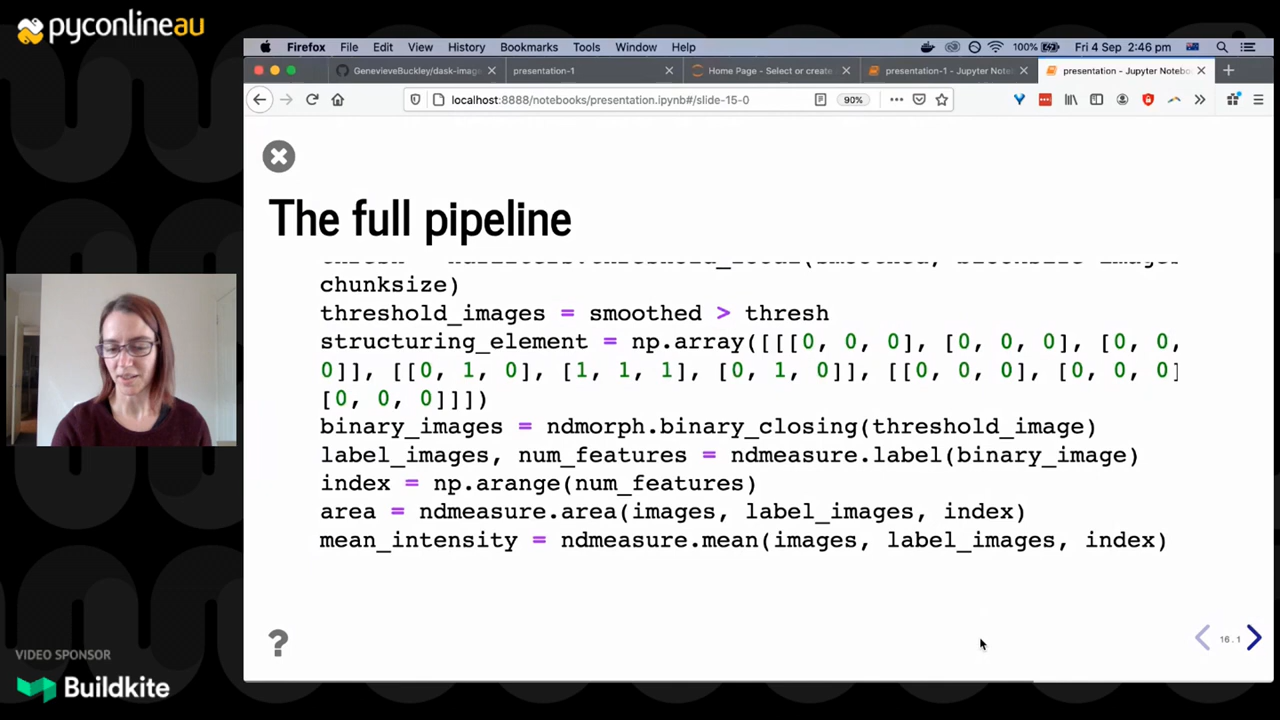 pyconlineau
Firefox File Edit View History Bookmarks Tools Window Help 100% Fri 4 Sep 2:46 pm
GenevieveBuckley/dask-imag presentation-1 Home Page - Select or create presentation-1 - Jupyter Note presentation - Jupyter Notebo
localhost:8888/notebooks/presentation.ipynb#/slide-15-0 90%
The full pipeline
chunksize)
threshold_images = smoothed > thresh
structuring_element = np.array([[[0, 0, 0], [0, 0, 0], [0, 0,
0]], [[0, 1, 0], [1, 1, 1], [0, 1, 0]], [[0, 0, 0], [0, 0, 0]
[0, 0, 0]]])
binary_images = ndmorph.binary_closing(threshold_image)
label_images, num_features = ndmeasure.label(binary_image)
index = np.arange(num_features)
area = ndmeasure.area(images, label_images, index)
mean_intensity = ndmeasure.mean(images, label_images, index)
?
16.1
VIDEO SPONSOR
Buildkite